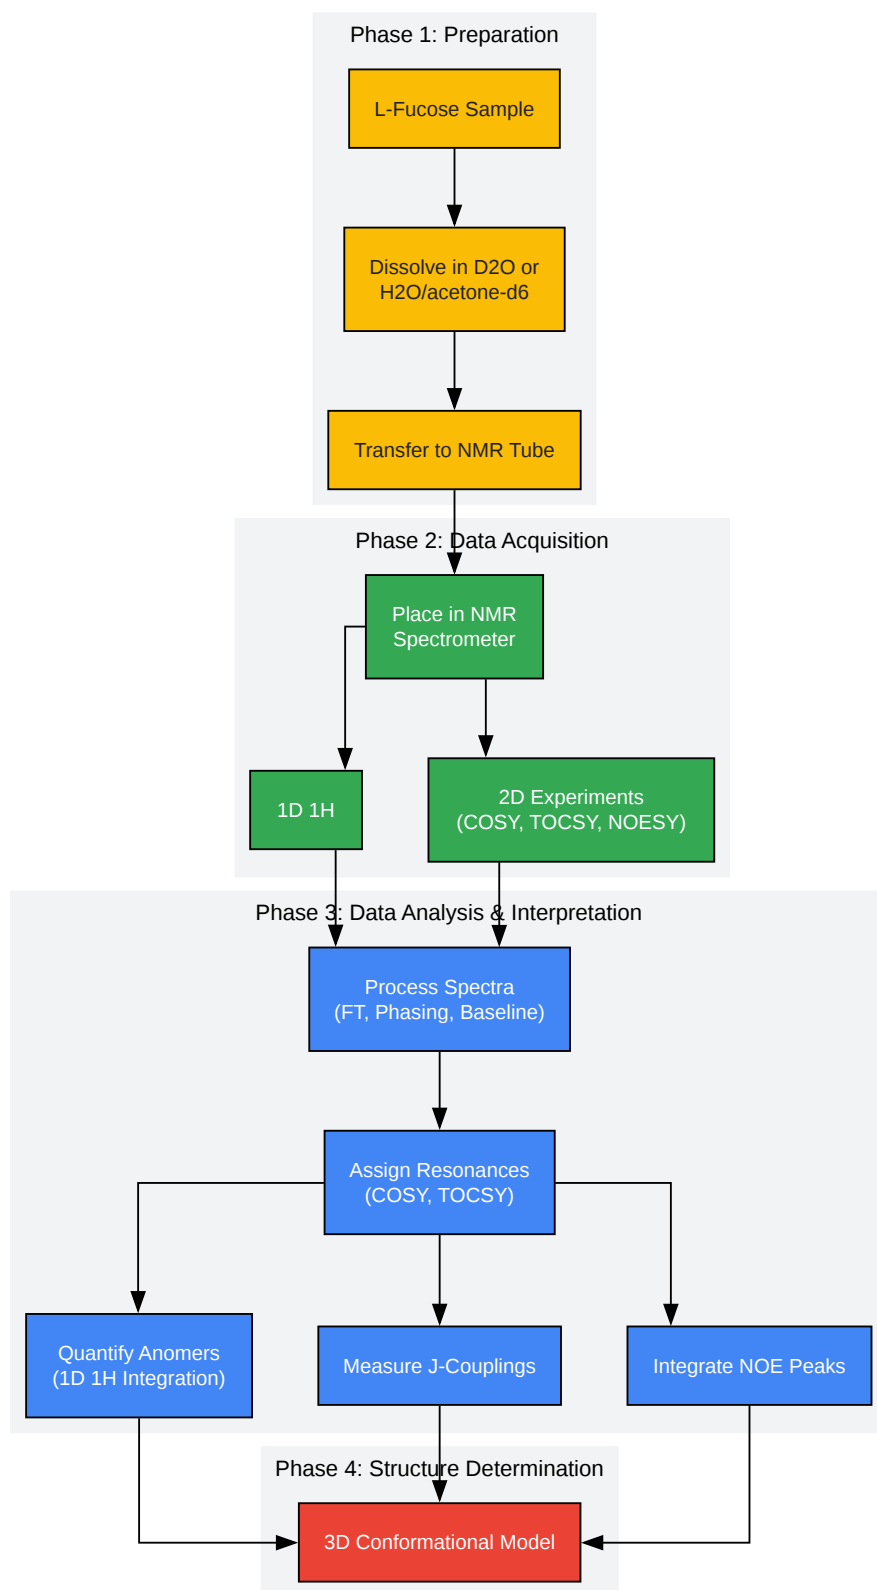 Phase 1: Preparation
L-Fucose Sample
Dissolve in D2O or
H2O/acetone-d6
Transfer to NMR Tube
Phase 2: Data Acquisition
Place in NMR
Spectrometer
1D 1H
2D Experiments
(COSY, TOCSY, NOESY)
Phase 3: Data Analysis & Interpretation
Process Spectra
(FT, Phasing, Baseline)
Assign Resonances
(COSY, TOCSY)
Quantify Anomers
(1D 1H Integration)
Measure J-Couplings
Integrate NOE Peaks
Phase 4: Structure Determination
3D Conformational Model